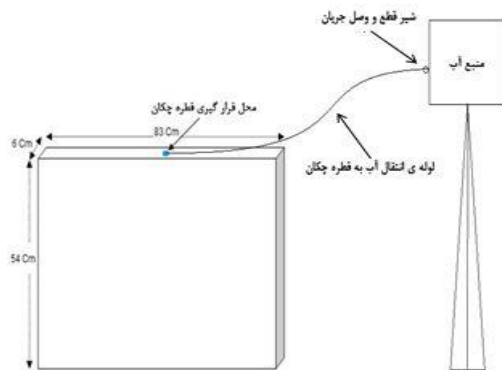 شیر قطع و وصل جریان
منبع آب
محل قرار گیری قطره چکان
83 Cm
6 Cm
لوله ی انتقال آب به قطره چکان
54 Cm